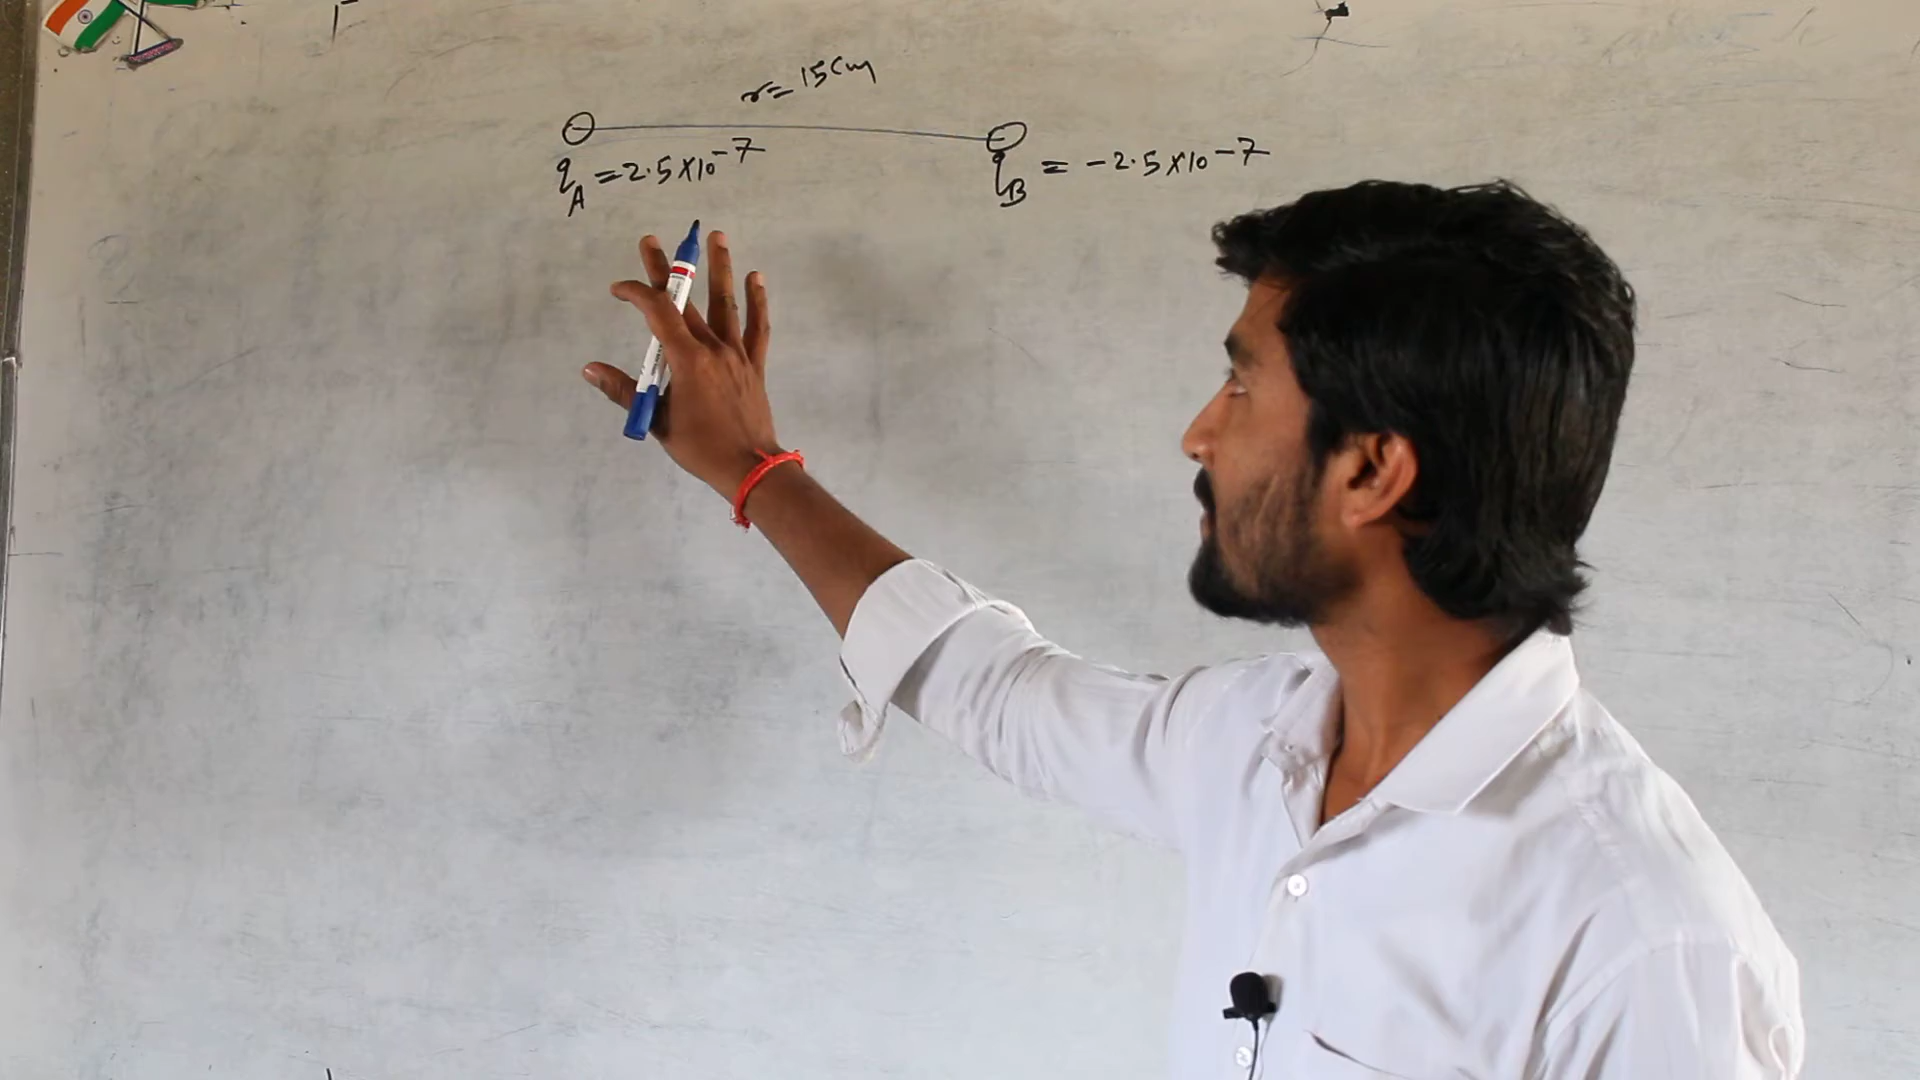 r = 15cm
qA = 2.5×10⁻⁷
qB = -2.5×10⁻⁷